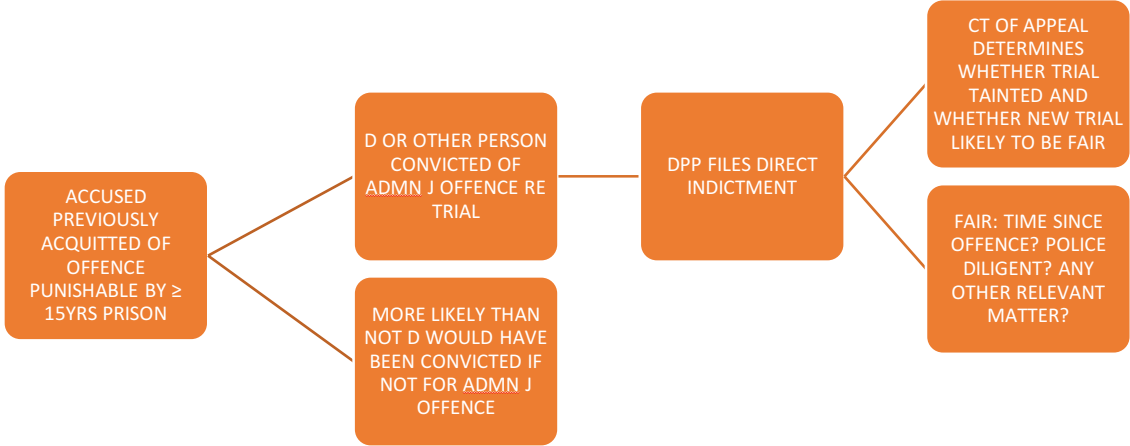 ACCUSED
PREVIOUSLY
ACQUITTED OF
OFFENCE
PUNISHABLE BY ≥
15YRS PRISON
D OR OTHER PERSON
CONVICTED OF
ADMN J OFFENCE RE
TRIAL
MORE LIKELY THAN
NOT D WOULD HAVE
BEEN CONVICTED IF
NOT FOR ADMN J
OFFENCE
DPP FILES DIRECT
INDICTMENT
CT OF APPEAL
DETERMINES
WHETHER TRIAL
TAINTED AND
WHETHER NEW TRIAL
LIKELY TO BE FAIR
FAIR: TIME SINCE
OFFENCE? POLICE
DILIGENT? ANY
OTHER RELEVANT
MATTER?